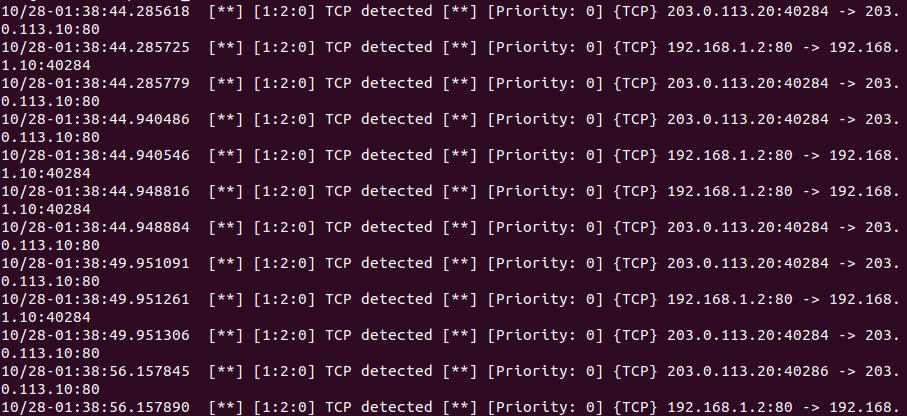 10/28-01:38:44.285618  [**] [1:2:0] TCP detected [**] [Priority: 0] {TCP} 203.0.113.20:40284 -> 203.
0.113.10:80
10/28-01:38:44.285725  [**] [1:2:0] TCP detected [**] [Priority: 0] {TCP} 192.168.1.2:80 -> 192.168.
1.10:40284
10/28-01:38:44.285779  [**] [1:2:0] TCP detected [**] [Priority: 0] {TCP} 203.0.113.20:40284 -> 203.
0.113.10:80
10/28-01:38:44.940486  [**] [1:2:0] TCP detected [**] [Priority: 0] {TCP} 203.0.113.20:40284 -> 203.
0.113.10:80
10/28-01:38:44.940546  [**] [1:2:0] TCP detected [**] [Priority: 0] {TCP} 192.168.1.2:80 -> 192.168.
1.10:40284
10/28-01:38:44.948816  [**] [1:2:0] TCP detected [**] [Priority: 0] {TCP} 192.168.1.2:80 -> 192.168.
1.10:40284
10/28-01:38:44.948884  [**] [1:2:0] TCP detected [**] [Priority: 0] {TCP} 203.0.113.20:40284 -> 203.
0.113.10:80
10/28-01:38:49.951091  [**] [1:2:0] TCP detected [**] [Priority: 0] {TCP} 203.0.113.20:40284 -> 203.
0.113.10:80
10/28-01:38:49.951261  [**] [1:2:0] TCP detected [**] [Priority: 0] {TCP} 192.168.1.2:80 -> 192.168.
1.10:40284
10/28-01:38:49.951306  [**] [1:2:0] TCP detected [**] [Priority: 0] {TCP} 203.0.113.20:40284 -> 203.
0.113.10:80
10/28-01:38:56.157845  [**] [1:2:0] TCP detected [**] [Priority: 0] {TCP} 203.0.113.20:40286 -> 203.
0.113.10:80
10/28-01:38:56.157890  [**] [1:2:0] TCP detected [**] [Priority: 0] {TCP} 192.168.1.2:80 -> 192.168.